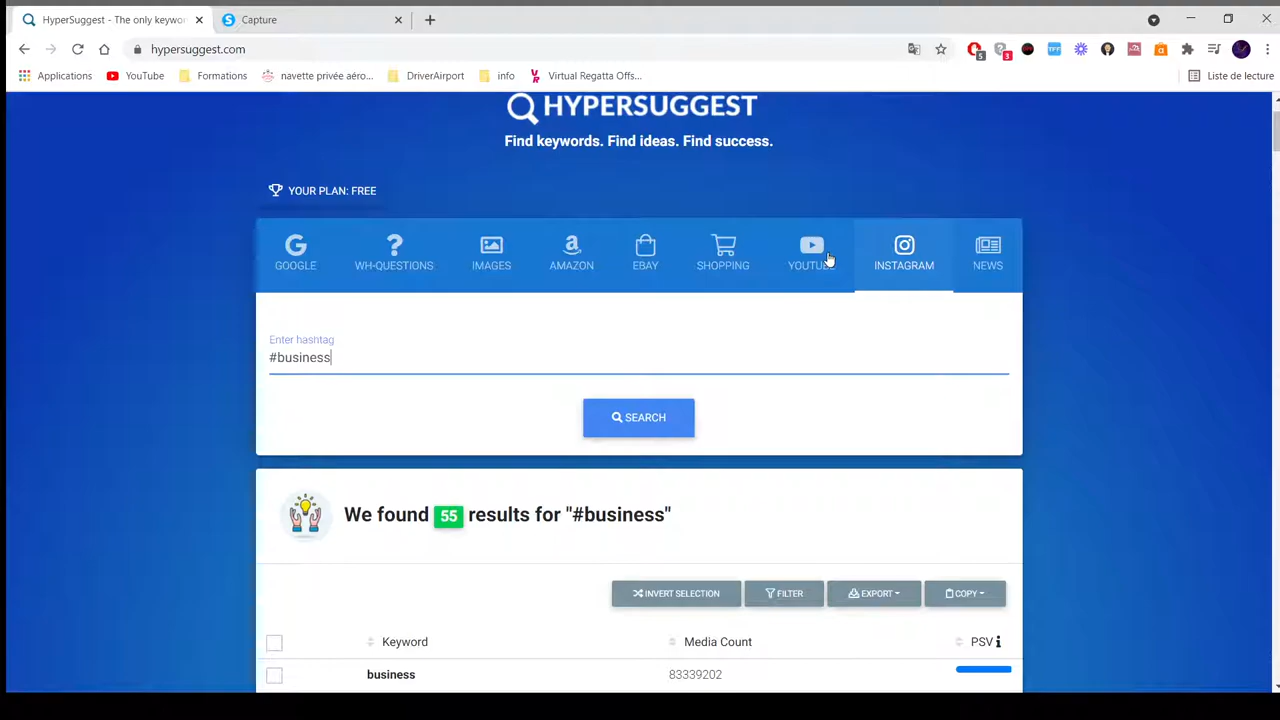 HyperSuggest - The only keywo
Capture
hypersuggest.com
5
3
Applications
YouTube
Formations
navette privée aéro...
DriverAirport
info
Virtual Regatta Offs...
Liste de lecture
HYPERSUGGEST
Find keywords. Find ideas. Find success.
YOUR PLAN: FREE
GOOGLE
WH-QUESTIONS
IMAGES
AMAZON
EBAY
SHOPPING
YOUTUBE
INSTAGRAM
NEWS
Enter hashtag
#business
SEARCH
We found 55 results for "#business"
INVERT SELECTION
FILTER
EXPORT
COPY
Keyword
Media Count
PSV
business
83339202